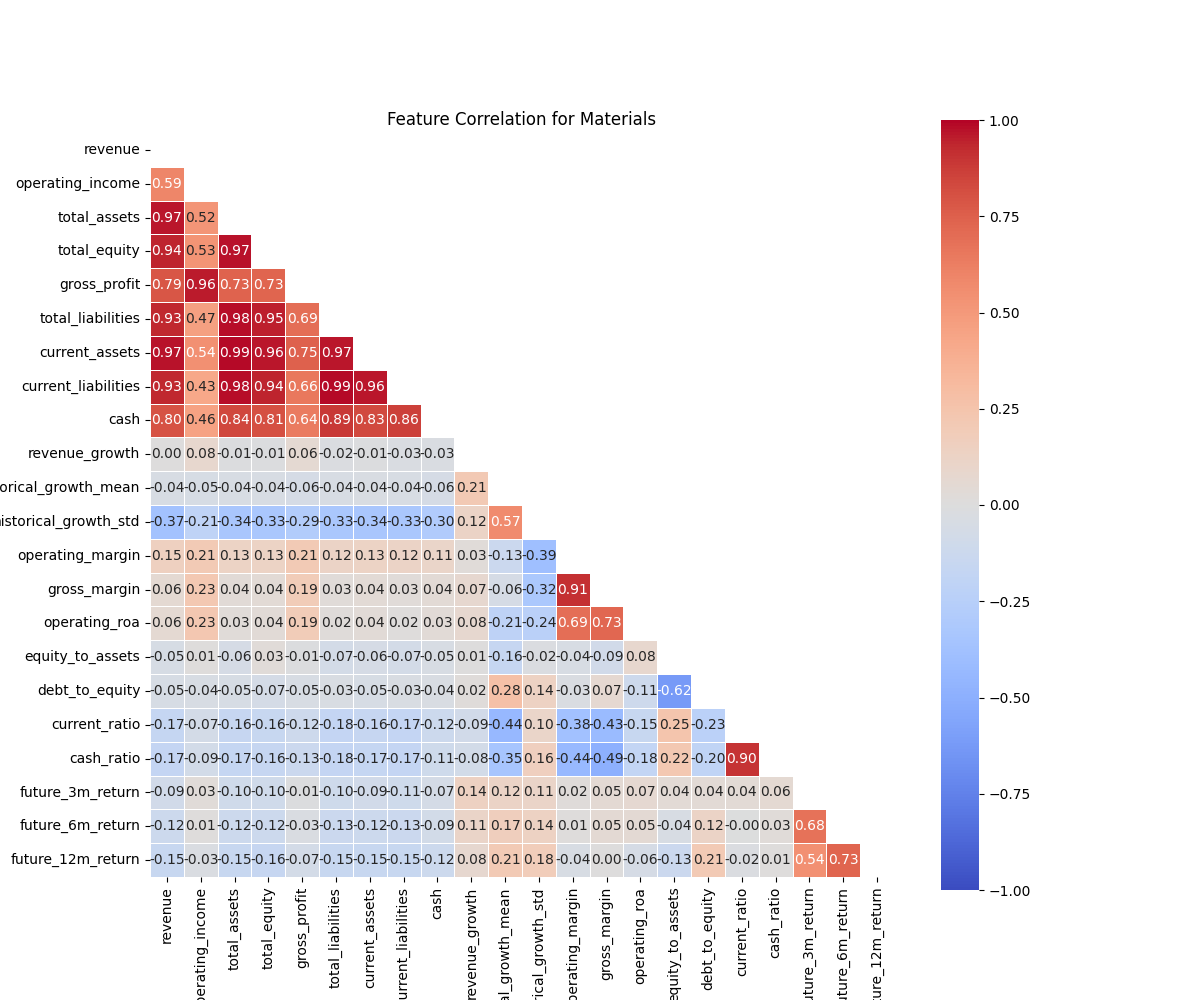 Feature Correlation for Materials
revenue
operating_income 0.59
total_assets 0.97 0.52
total_equity 0.94 0.53 0.97
gross_profit 0.79 0.96 0.73 0.73
total_liabilities 0.93 0.47 0.98 0.95 0.69
current_assets 0.97 0.54 0.99 0.96 0.75 0.97
current_liabilities 0.93 0.43 0.98 0.94 0.66 0.99 0.96
cash 0.80 0.46 0.84 0.81 0.64 0.89 0.83 0.86
revenue_growth 0.00 0.08 -0.01 -0.01 0.06 -0.02 -0.01 -0.03 -0.03
orical_growth_mean -0.04 -0.05 -0.04 -0.04 -0.06 -0.04 -0.04 -0.04 -0.06 0.21
istorical_growth_std -0.37 -0.21 -0.34 -0.33 -0.29 -0.33 -0.34 -0.33 -0.30 0.12 0.57
operating_margin 0.15 0.21 0.13 0.13 0.21 0.12 0.13 0.12 0.11 0.03 -0.13 -0.39
gross_margin 0.06 0.23 0.04 0.04 0.19 0.03 0.04 0.03 0.04 0.07 -0.06 -0.32 0.91
operating_roa 0.06 0.23 0.03 0.04 0.19 0.02 0.04 0.02 0.03 0.08 -0.21 -0.24 0.69 0.73
equity_to_assets -0.05 0.01 -0.06 0.03 -0.01 -0.07 -0.06 -0.07 -0.05 0.01 -0.16 -0.02 -0.04 -0.09 0.08
debt_to_equity -0.05 -0.04 -0.05 -0.07 -0.05 -0.03 -0.05 -0.03 -0.04 0.02 0.28 0.14 -0.03 0.07 -0.11 -0.62
current_ratio -0.17 -0.07 -0.16 -0.16 -0.12 -0.18 -0.16 -0.17 -0.12 -0.09 -0.44 0.10 -0.38 -0.43 -0.15 0.25 -0.23
cash_ratio -0.17 -0.09 -0.17 -0.16 -0.13 -0.18 -0.17 -0.17 -0.11 -0.08 -0.35 0.16 -0.44 -0.49 -0.18 0.22 -0.20 0.90
future_3m_return -0.09 0.03 -0.10 -0.10 -0.01 -0.10 -0.09 -0.11 -0.07 0.14 0.12 0.11 0.02 0.05 0.07 0.04 0.04 0.04 0.06
future_6m_return -0.12 0.01 -0.12 -0.12 -0.03 -0.13 -0.12 -0.13 -0.09 0.11 0.17 0.14 0.01 0.05 0.05 -0.04 0.12 -0.00 0.03 0.68
future_12m_return -0.15 -0.03 -0.15 -0.16 -0.07 -0.15 -0.15 -0.15 -0.12 0.08 0.21 0.18 -0.04 0.00 -0.06 -0.13 0.21 -0.02 0.01 0.54 0.73
revenue
perating_income
total_assets
total_equity
gross_profit
total_liabilities
current_assets
urrent_liabilities
cash
revenue_growth
al_growth_mean
rical_growth_std
perating_margin
gross_margin
operating_roa
equity_to_assets
debt_to_equity
current_ratio
cash_ratio
uture_3m_return
uture_6m_return
ure_12m_return
1.00
0.75
0.50
0.25
0.00
−0.25
−0.50
−0.75
−1.00